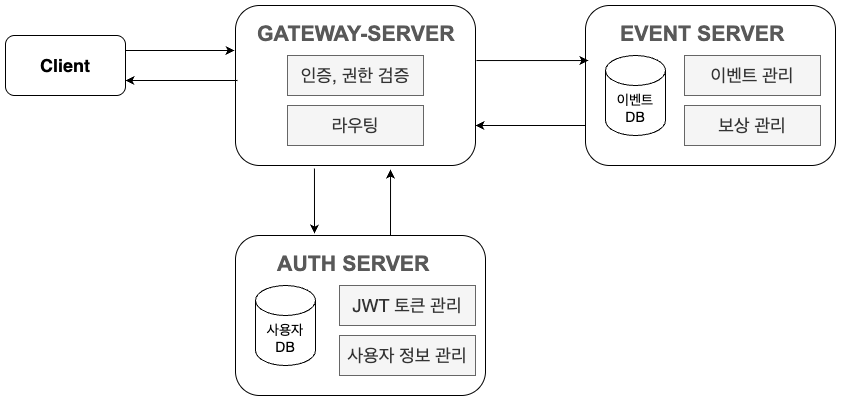 Client
GATEWAY-SERVER
인증, 권한 검증
라우팅
EVENT SERVER
이벤트
DB
이벤트 관리
보상 관리
AUTH SERVER
사용자
DB
JWT 토큰 관리
사용자 정보 관리